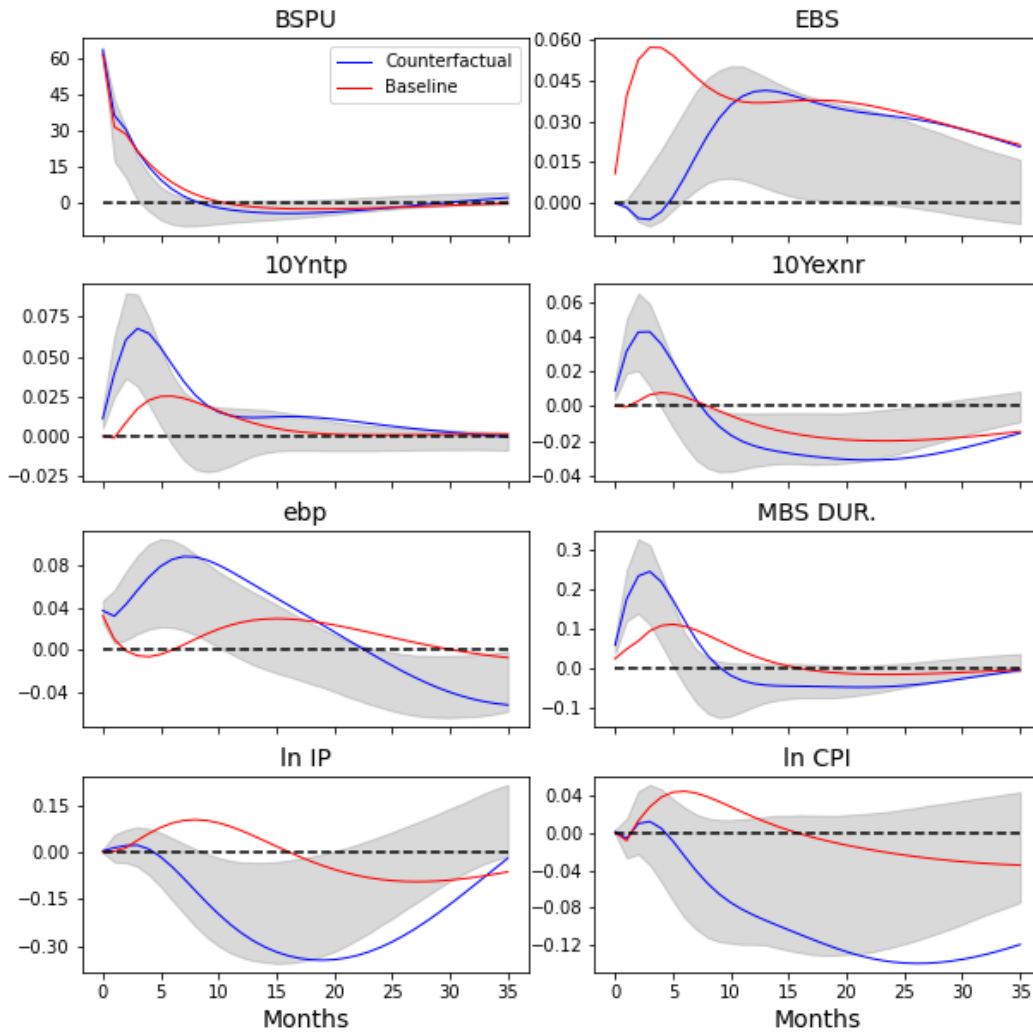 BSPU
60
45
30
15
0
Counterfactual
Baseline
EBS
0.060
0.045
0.030
0.015
0.000
10Yntp
0.075
0.050
0.025
0.000
−0.025
10Yexnr
0.06
0.04
0.02
0.00
−0.02
−0.04
ebp
0.08
0.04
0.00
−0.04
MBS DUR.
0.3
0.2
0.1
0.0
−0.1
ln IP
0.15
0.00
−0.15
−0.30
0 5 10 15 20 25 30 35
Months
ln CPI
0.04
0.00
−0.04
−0.08
−0.12
0 5 10 15 20 25 30 35
Months